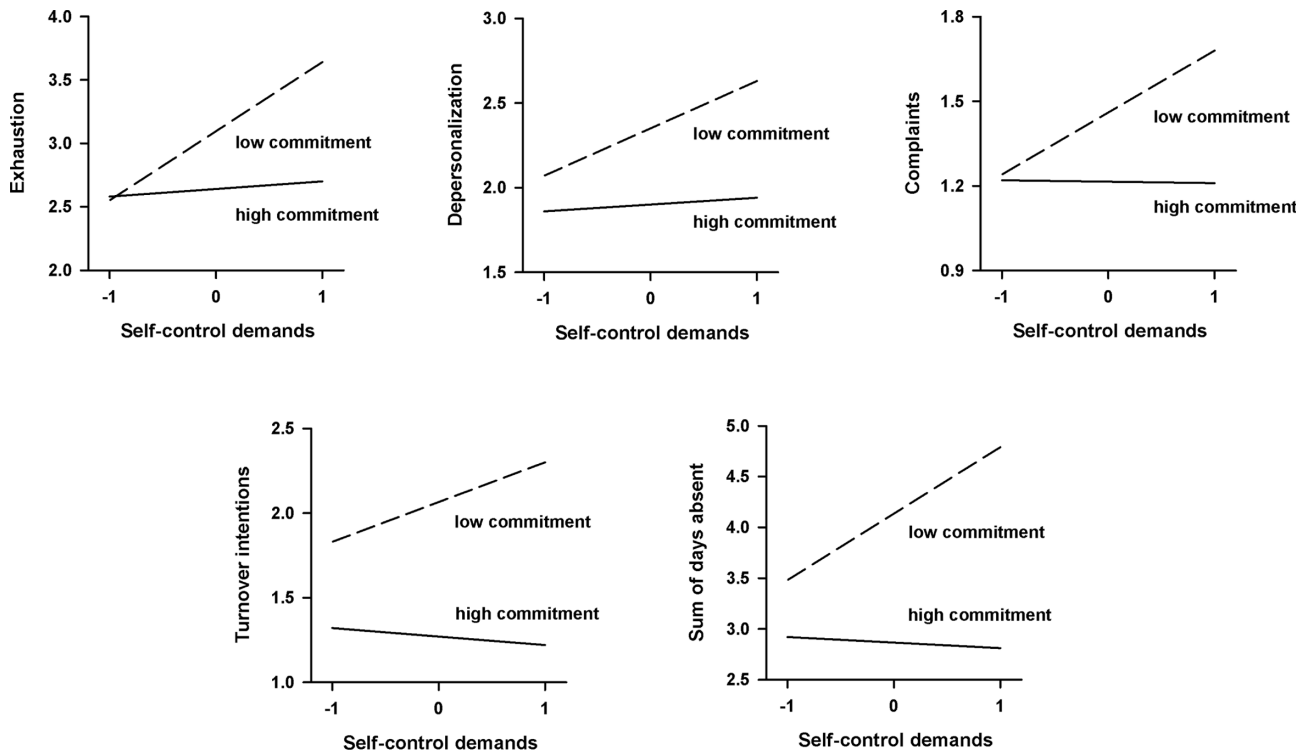 Exhaustion
4.0
3.5
3.0
2.5
2.0
low commitment
high commitment
-1 0 1
Self-control demands
Depersonalization
3.0
2.5
2.0
1.5
low commitment
high commitment
-1 0 1
Self-control demands
Complaints
1.8
1.5
1.2
0.9
low commitment
high commitment
-1 0 1
Self-control demands
Turnover intentions
2.5
2.0
1.5
1.0
low commitment
high commitment
-1 0 1
Self-control demands
Sum of days absent
5.0
4.5
4.0
3.5
3.0
2.5
low commitment
high commitment
-1 0 1
Self-control demands